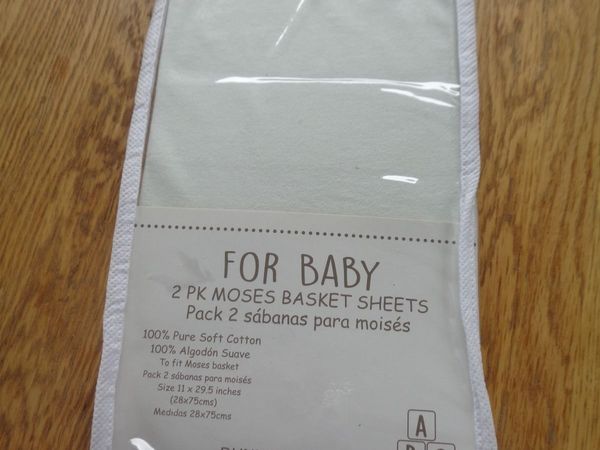 FOR BABY
2 PK MOSES BASKET SHEETS
Pack 2 sábanas para moisés
100% Pure Soft Cotton
100% Algodón Suave
To fit Moses basket
Pack 2 sábanas para moisés
Size 11 x 29.5 inches
(28x75cms)
Medidas 28x75cms
A